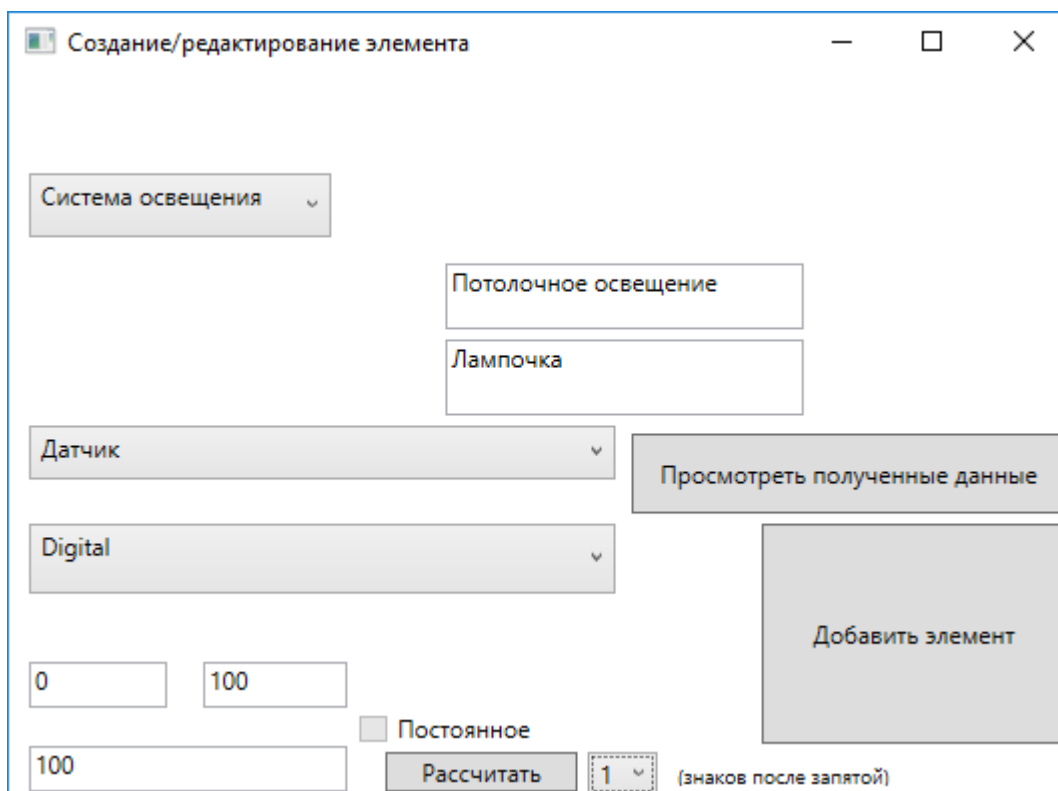 Создание/редактирование элемента
Система освещения
Потолочное освещение
Лампочка
Датчик
Просмотреть полученные данные
Digital
Добавить элемент
0
100
Постоянное
100
Рассчитать
1
(знаков после запятой)